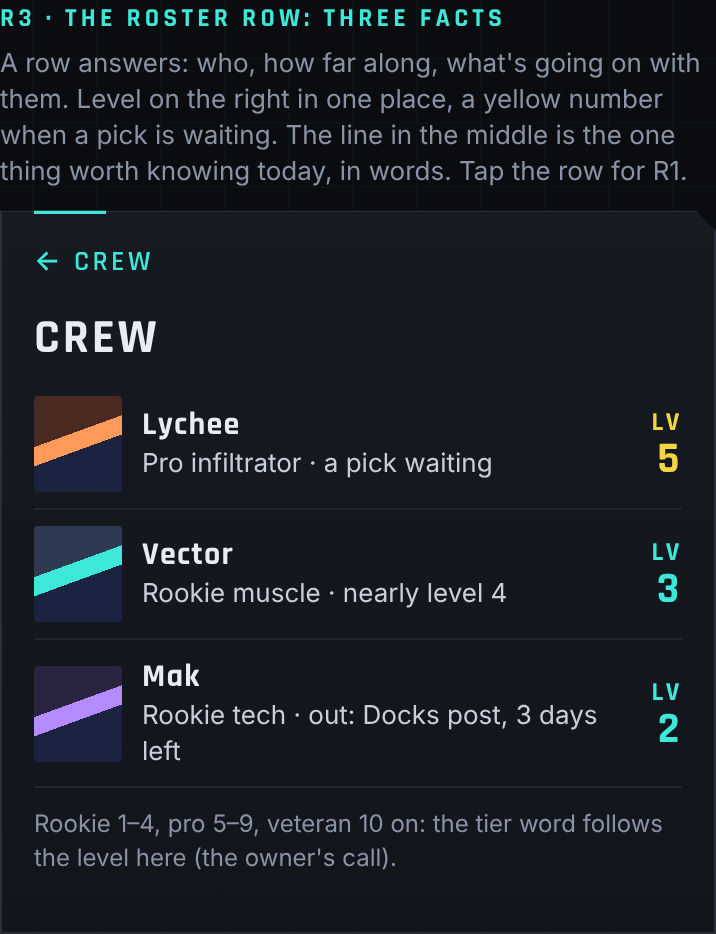 R3 · THE ROSTER ROW: THREE FACTS
A row answers: who, how far along, what's going on with
them. Level on the right in one place, a yellow number
when a pick is waiting. The line in the middle is the one
thing worth knowing today, in words. Tap the row for R1.
← CREW
CREW
Lychee
Pro infiltrator · a pick waiting
LV
5
Vector
Rookie muscle · nearly level 4
LV
3
Mak
Rookie tech · out: Docks post, 3 days
left
LV
2
Rookie 1–4, pro 5–9, veteran 10 on: the tier word follows
the level here (the owner's call).